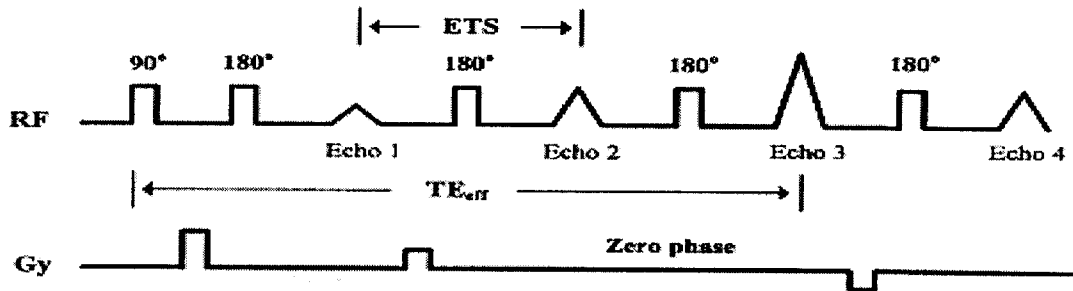 ETS
90° 180° 180° 180° 180°
RF
Echo 1 Echo 2 Echo 3 Echo 4
TEeff
Zero phase
Gy